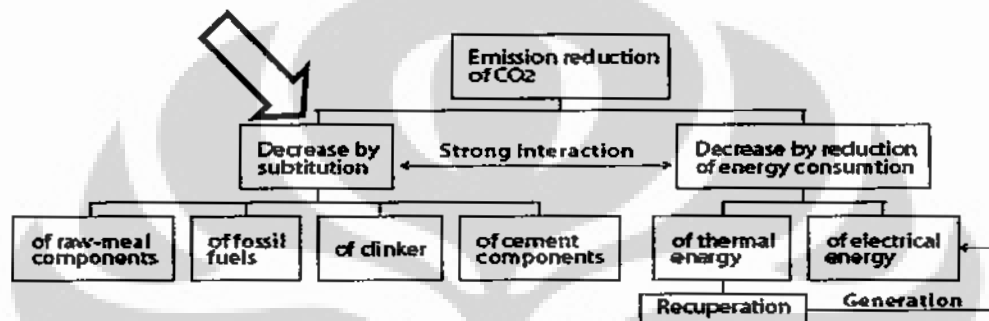 Emission reduction
of CO2
Decrease by
subtitution
Strong Interaction
Decrease by reduction
of energy consumtion
of raw-meal
components
of fossil
fuels
of clinker
of cement
components
of thermal
energy
of electrical
energy
Recuperation
Generation